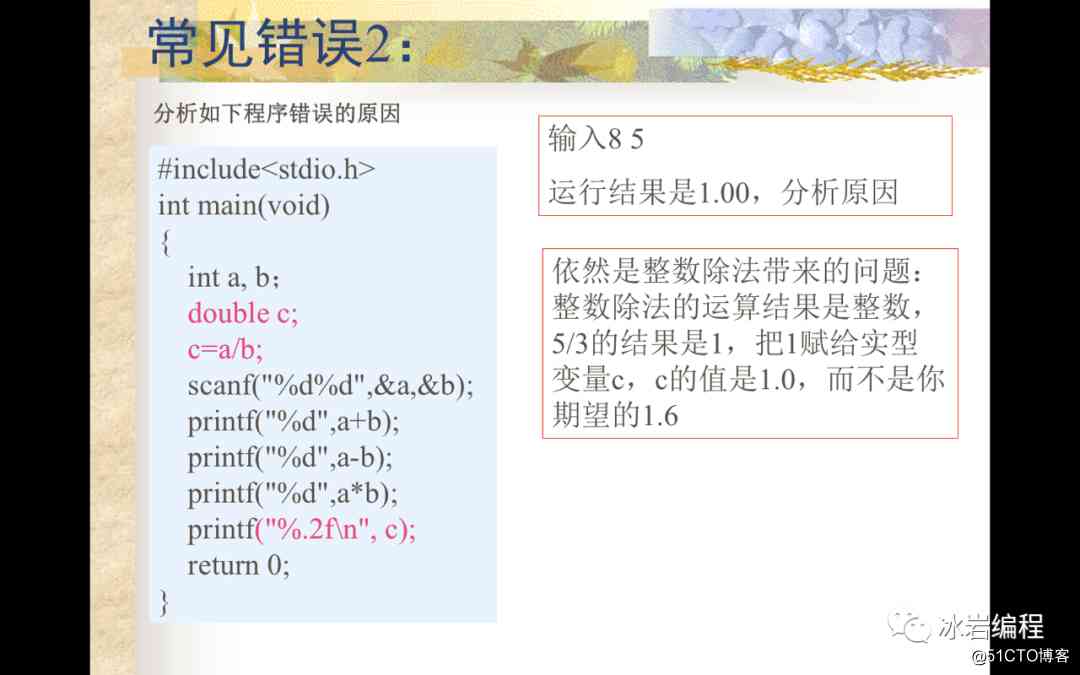 常见错误2：
分析如下程序错误的原因
#include<stdio.h>
int main(void)
{
int a, b；
double c;
c=a/b;
scanf("%d%d",&a,&b);
printf("%d",a+b);
printf("%d",a-b);
printf("%d",a*b);
printf("%.2f\n", c);
return 0;
}
输入8 5
运行结果是1.00，分析原因
依然是整数除法带来的问题：
整数除法的运算结果是整数，
5/3的结果是1，把1赋给实型
变量c，c的值是1.0，而不是你
期望的1.6
冰岩编程
@51CTO博客